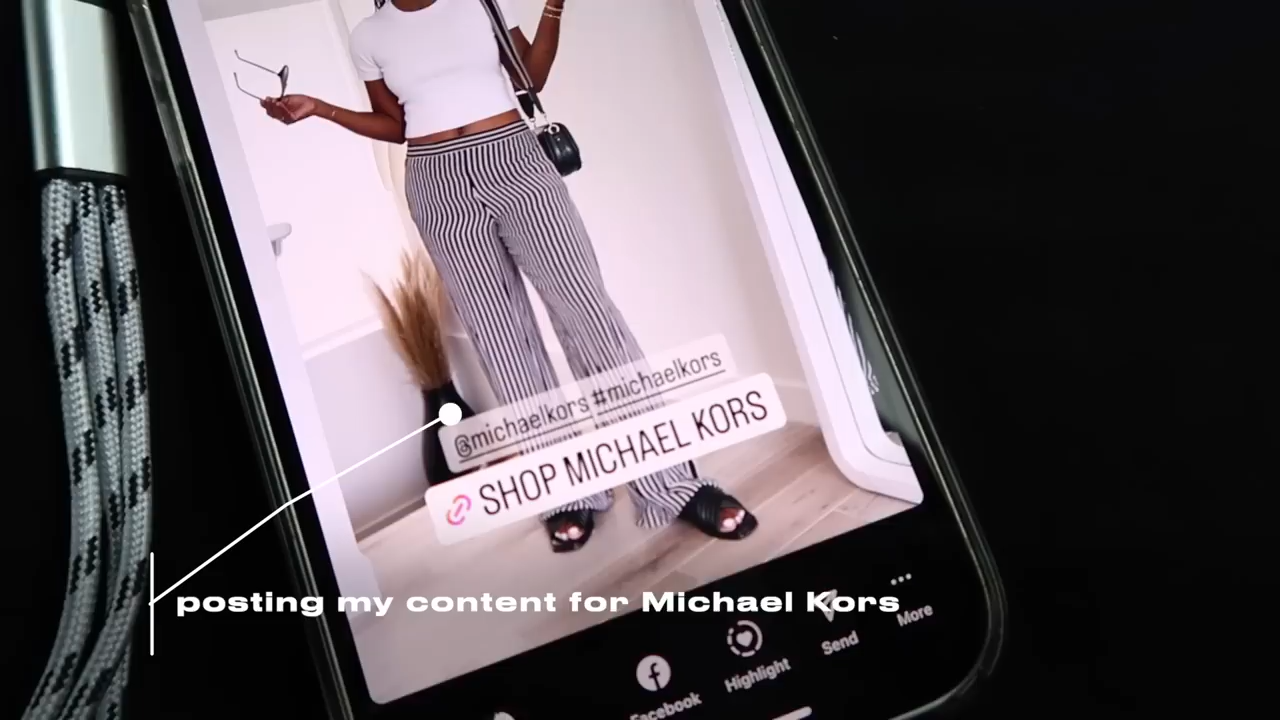 @michaelkors #michaelkors
SHOP MICHAEL KORS
posting my content for Michael Kors
Facebook
Highlight
Send
More